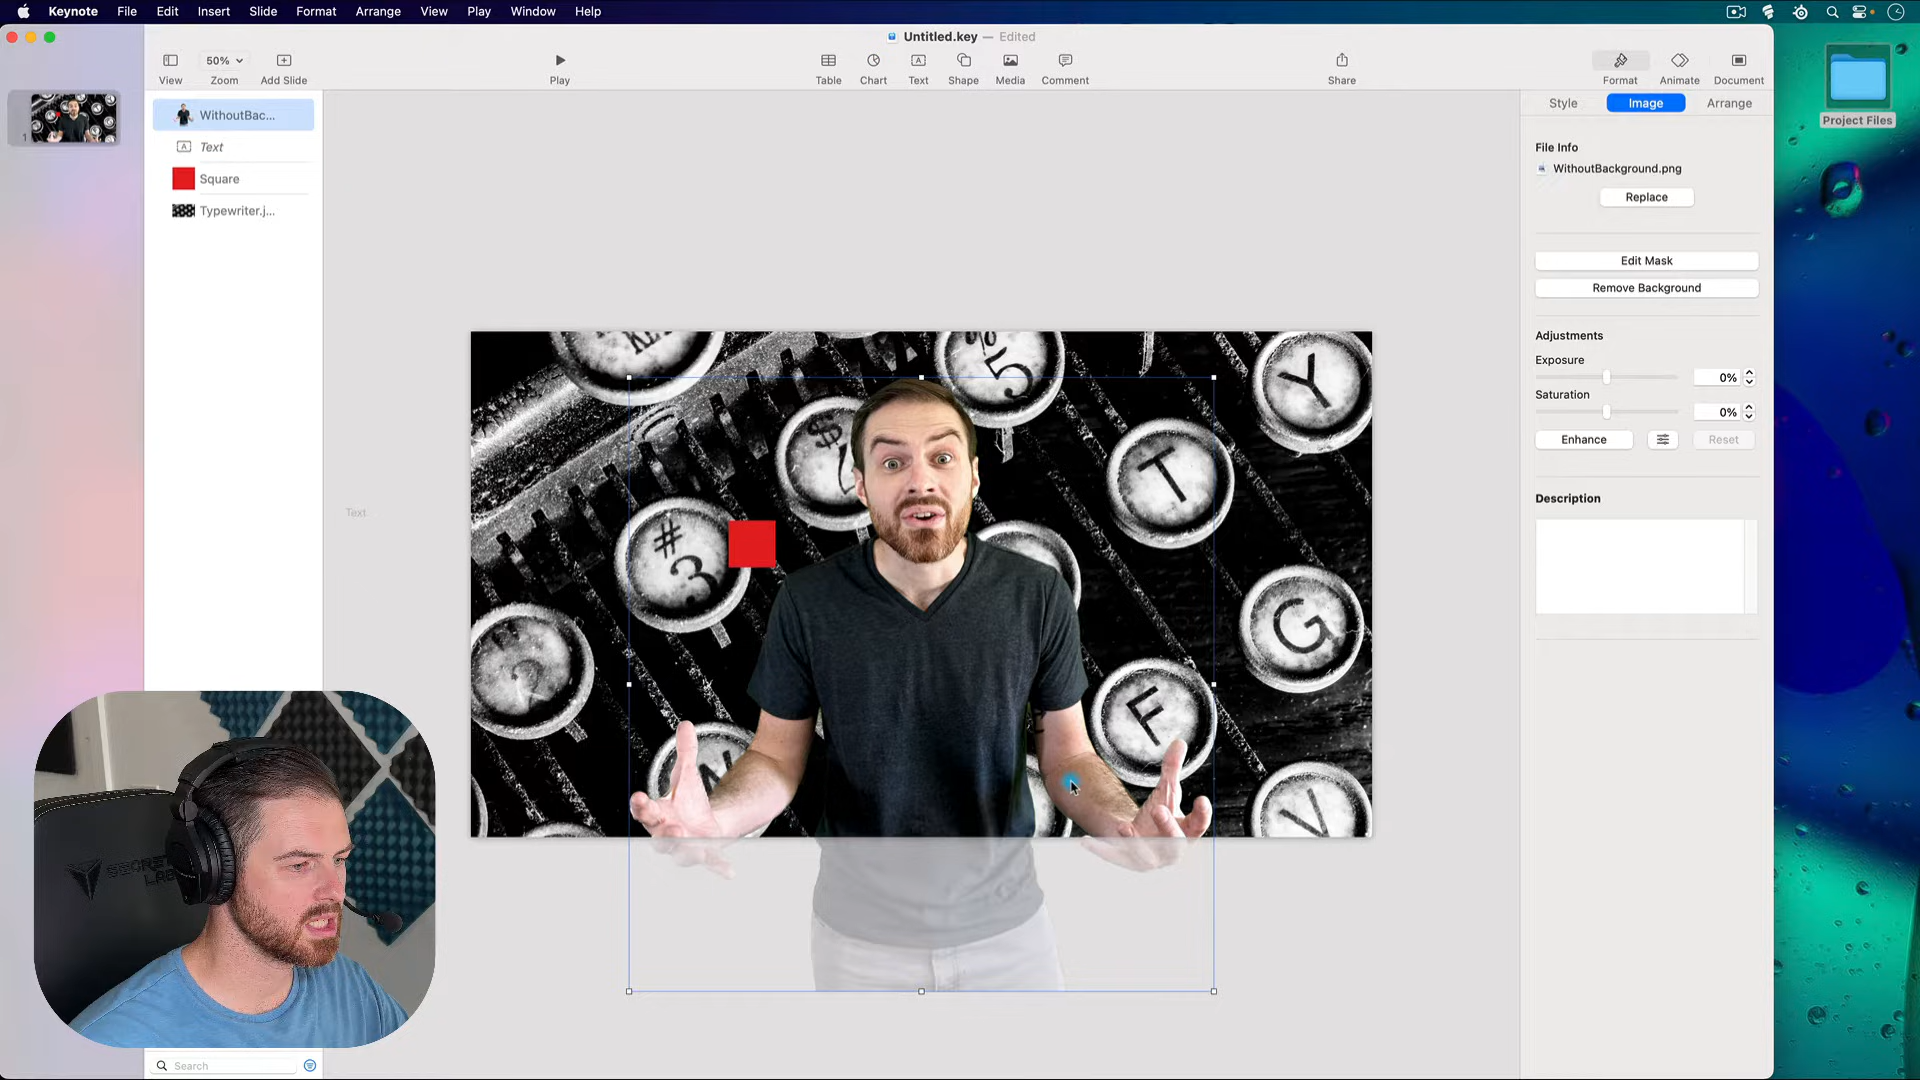 Keynote File Edit Insert Slide Format Arrange View Play Window Help
Untitled.key — Edited
50%
View Zoom Add Slide Play Table Chart Text Shape Media Comment Share Format Animate Document
WithoutBac...
Text
Square
Typewriter.j...
1
Style Image Arrange
File Info
WithoutBackground.png
Replace
Edit Mask
Remove Background
Adjustments
Exposure
0%
Saturation
0%
Enhance Reset
Description
Project Files
Text
% 5
Y
$
T
# 3
G
F
V
Search